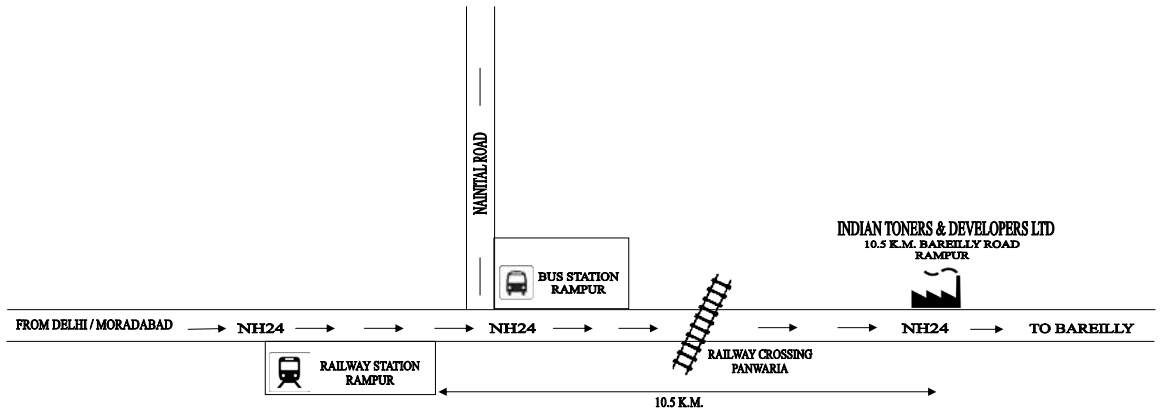 NAINITAL ROAD
INDIAN TONERS & DEVELOPERS LTD
10.5 K.M. BAREILLY ROAD
RAMPUR
BUS STATION
RAMPUR
FROM DELHI / MORADABAD
NH24
NH24
NH24
TO BAREILLY
RAILWAY STATION
RAMPUR
RAILWAY CROSSING
PANWARIA
10.5 K.M.